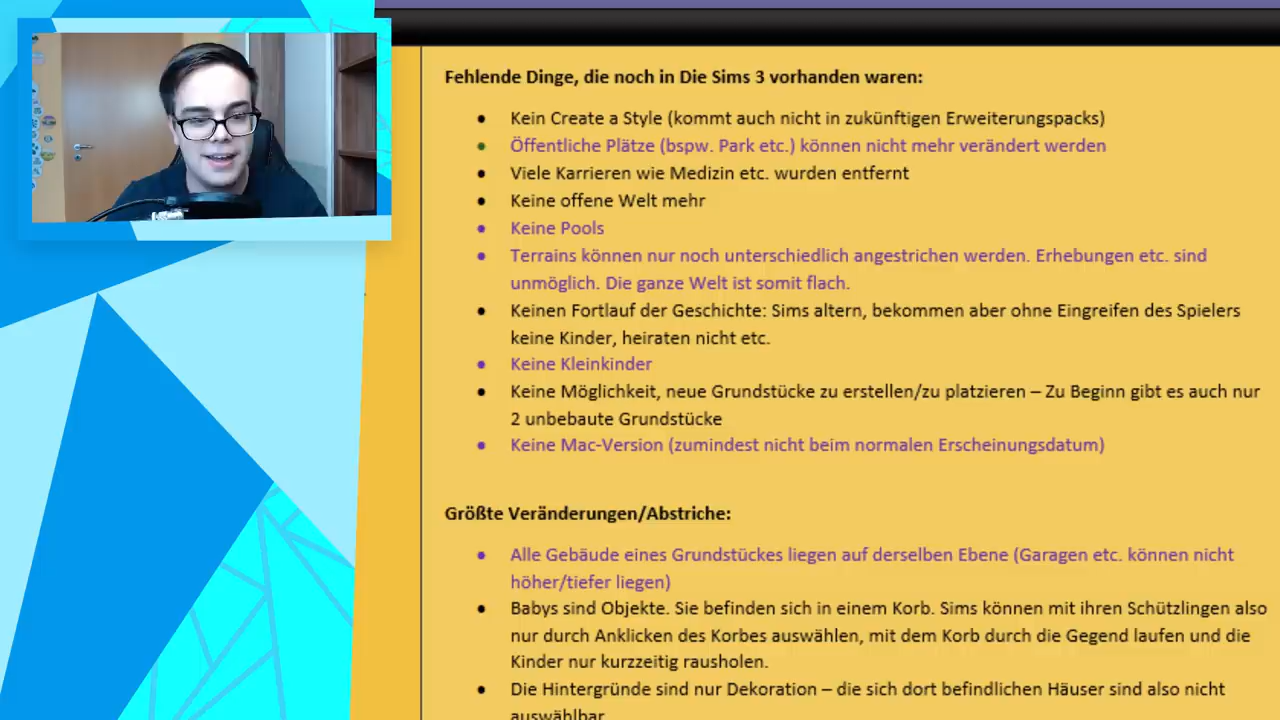 Fehlende Dinge, die noch in Die Sims 3 vorhanden waren:
• Kein Create a Style (kommt auch nicht in zukünftigen Erweiterungspacks)
• Öffentliche Plätze (bspw. Park etc.) können nicht mehr verändert werden
• Viele Karrieren wie Medizin etc. wurden entfernt
• Keine offene Welt mehr
• Keine Pools
• Terrains können nur noch unterschiedlich angestrichen werden. Erhebungen etc. sind
unmöglich. Die ganze Welt ist somit flach.
• Keinen Fortlauf der Geschichte: Sims altern, bekommen aber ohne Eingreifen des Spielers
keine Kinder, heiraten nicht etc.
• Keine Kleinkinder
• Keine Möglichkeit, neue Grundstücke zu erstellen/zu platzieren – Zu Beginn gibt es auch nur
2 unbebaute Grundstücke
• Keine Mac-Version (zumindest nicht beim normalen Erscheinungsdatum)
Größte Veränderungen/Abstriche:
• Alle Gebäude eines Grundstückes liegen auf derselben Ebene (Garagen etc. können nicht
höher/tiefer liegen)
• Babys sind Objekte. Sie befinden sich in einem Korb. Sims können mit ihren Schützlingen also
nur durch Anklicken des Korbes auswählen, mit dem Korb durch die Gegend laufen und die
Kinder nur kurzzeitig rausholen.
• Die Hintergründe sind nur Dekoration – die sich dort befindlichen Häuser sind also nicht
auswählbar